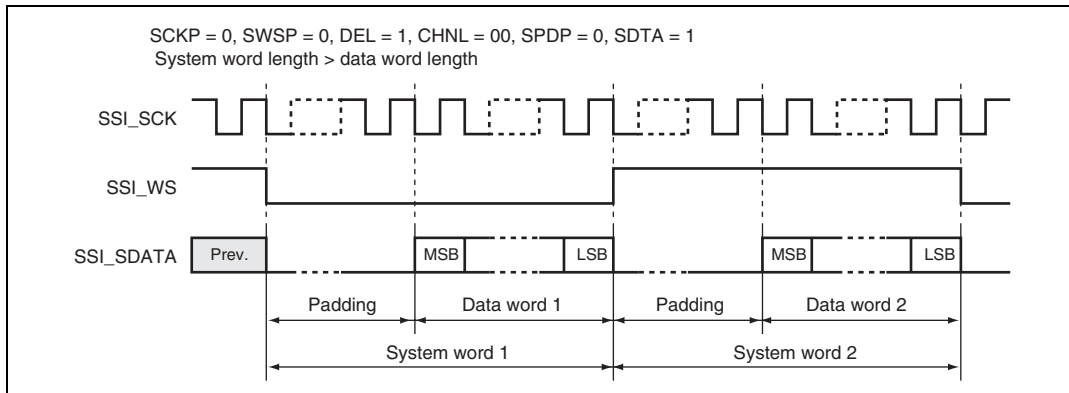 SCKP = 0, SWSP = 0, DEL = 1, CHNL = 00, SPDP = 0, SDTA = 1
System word length > data word length
SSI_SCK
SSI_WS
SSI_SDATA
Prev.
MSB
LSB
MSB
LSB
Padding
Data word 1
Padding
Data word 2
System word 1
System word 2